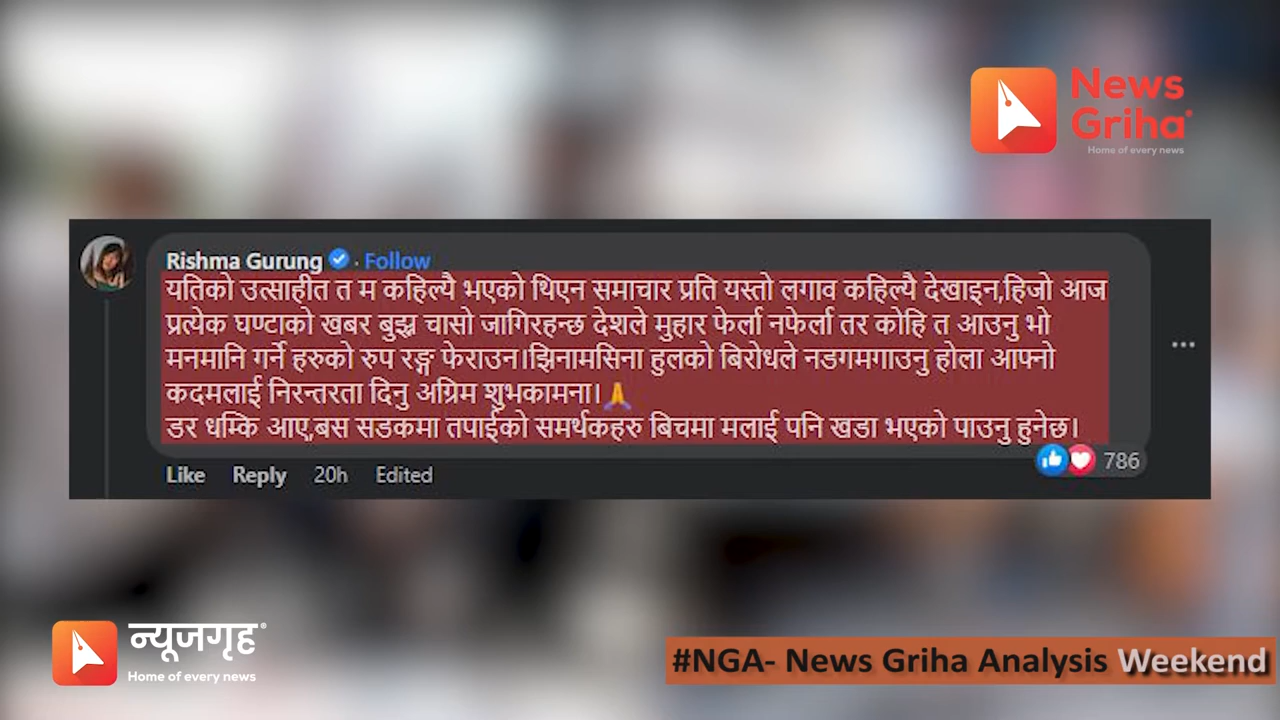 News
Griha
Home of every news
Rishma Gurung · Follow
यतिको उत्साहीत त म कहिल्यै भएको थिएन समाचार प्रति यस्तो लगाव कहिल्यै देखाइन,हिजो आज
प्रत्येक घण्टाको खबर बुझ्न चासो जागिरहन्छ देशले मुहार फेर्ला नफेर्ला तर कोहि त आउनु भो
मनमानि गर्ने हरुको रुप रङ्ग फेराउन।झिनामसिना हुलको बिरोधले नडगमगाउनु होला आफ्नो
कदमलाई निरन्तरता दिनु अग्रिम शुभकामना।🙏
डर धम्कि आए,बस सडकमा तपाईको समर्थकहरु बिचमा मलाई पनि खडा भएको पाउनु हुनेछ।
786
Like Reply 20h Edited
न्यूजगृह
Home of every news
#NGA- News Griha Analysis Weekend